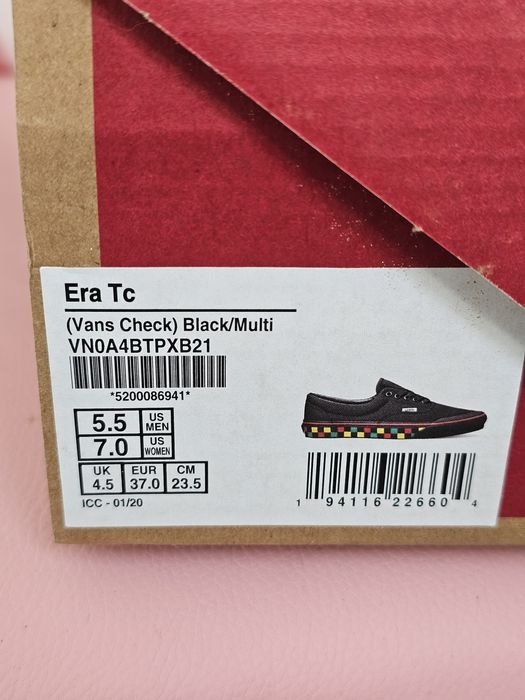 Era Tc
(Vans Check) Black/Multi
VN0A4BTPXB21
*5200086941*
5.5 US MEN
7.0 US WOMEN
UK EUR CM
4.5 37.0 23.5
ICC - 01/20
1 94116 22660 4